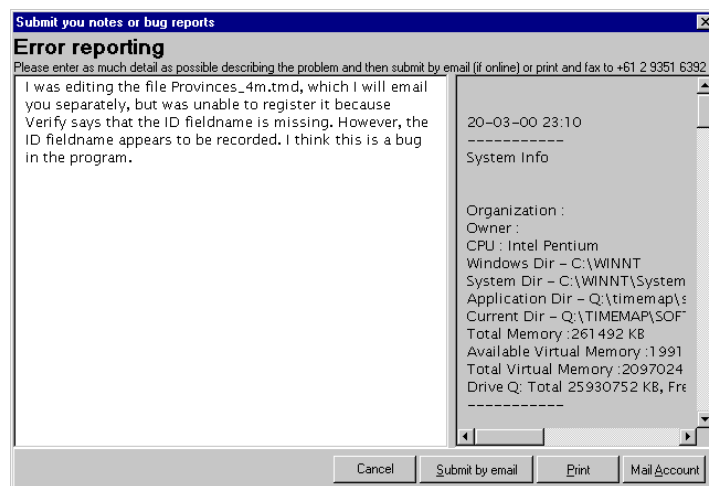 Submit you notes or bug reports
Error reporting
Please enter as much detail as possible describing the problem and then submit by email (if online) or print and fax to +61 2 9351 6392
I was editing the file Provinces_4m.tmd, which I will email
you separately, but was unable to register it because
Verify says that the ID fieldname is missing. However, the
ID fieldname appears to be recorded. I think this is a bug
in the program.
20-03-00 23:10
-----------
System Info
Organization :
Owner :
CPU : Intel Pentium
Windows Dir - C:\WINNT
System Dir - C:\WINNT\System
Application Dir - Q:\timemap\s
Current Dir - Q:\TIMEMAP\SOF
Total Memory :261492 KB
Available Virtual Memory :1991
Total Virtual Memory :2097024
Drive Q: Total 25930752 KB, Fre
-----------
Cancel Submit by email Print Mail Account